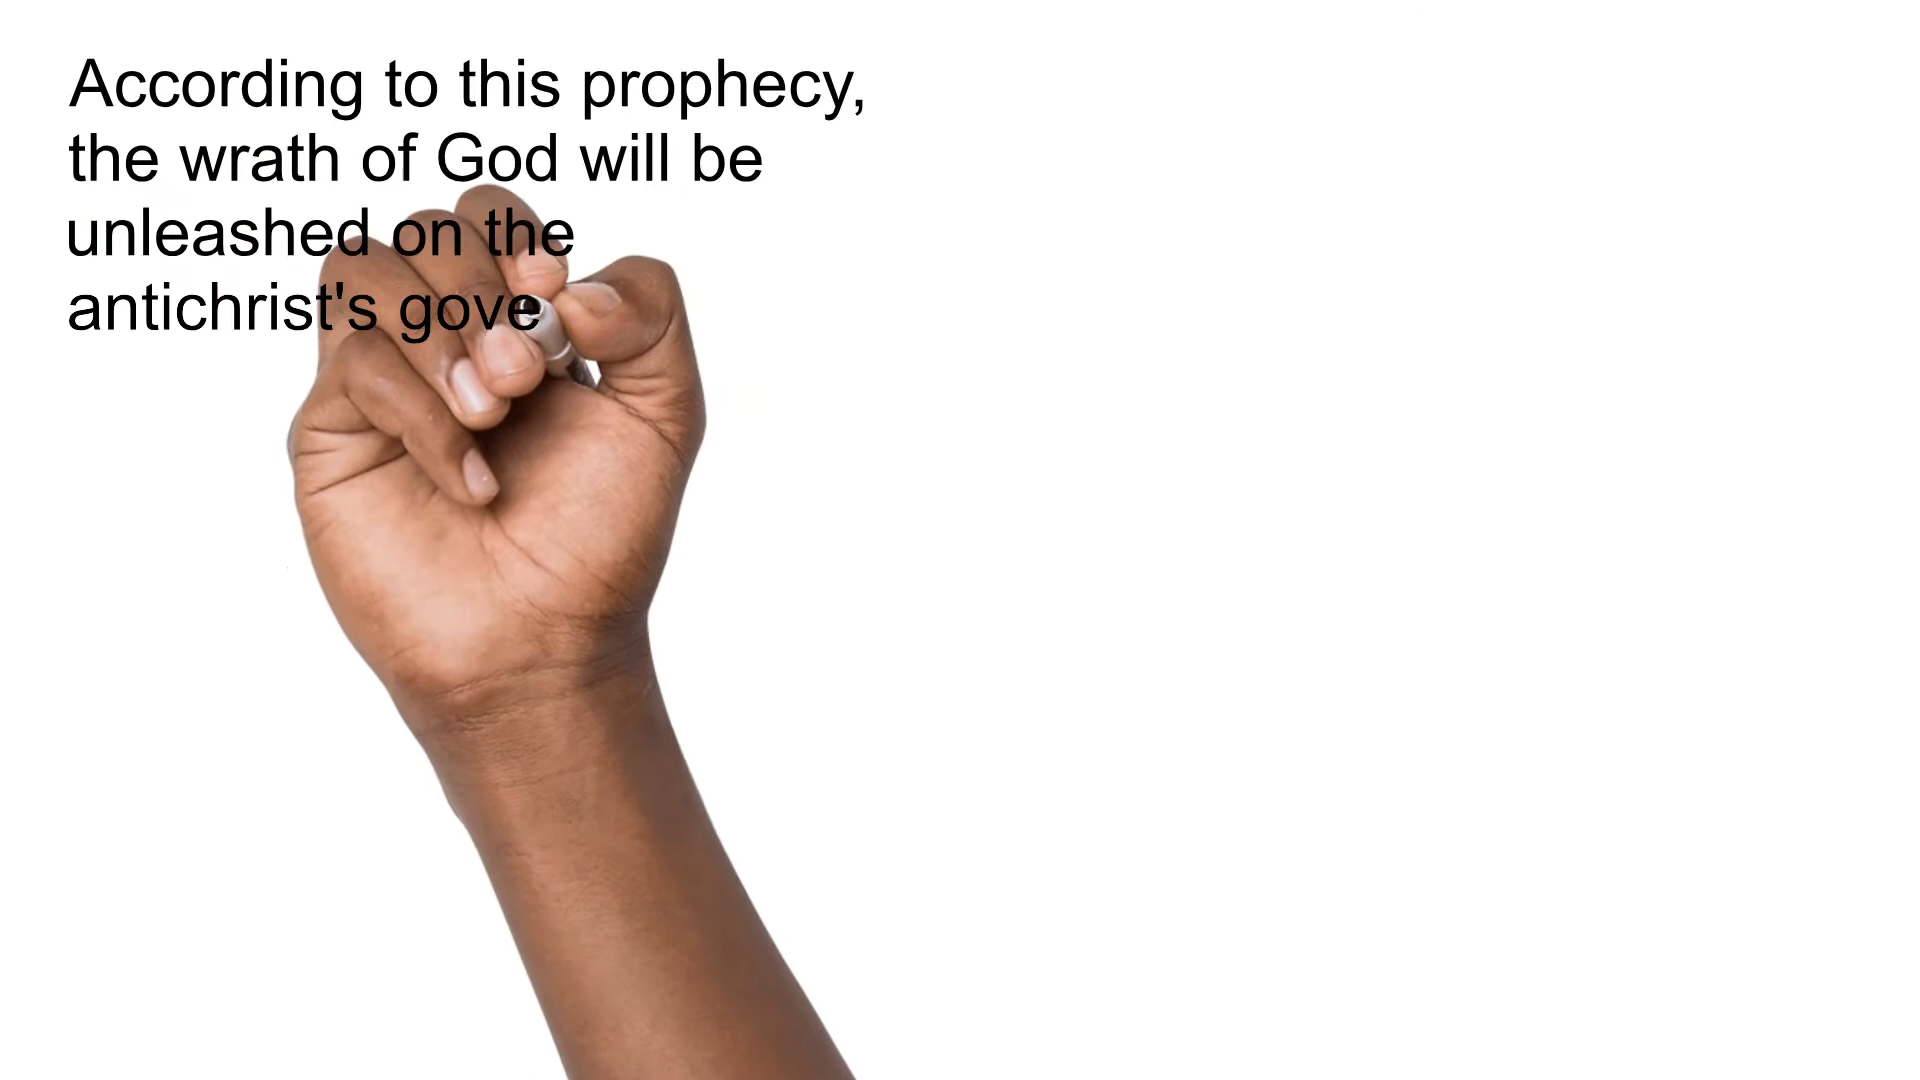 According to this prophecy,
the wrath of God will be
unleashed on the
antichrist's gove